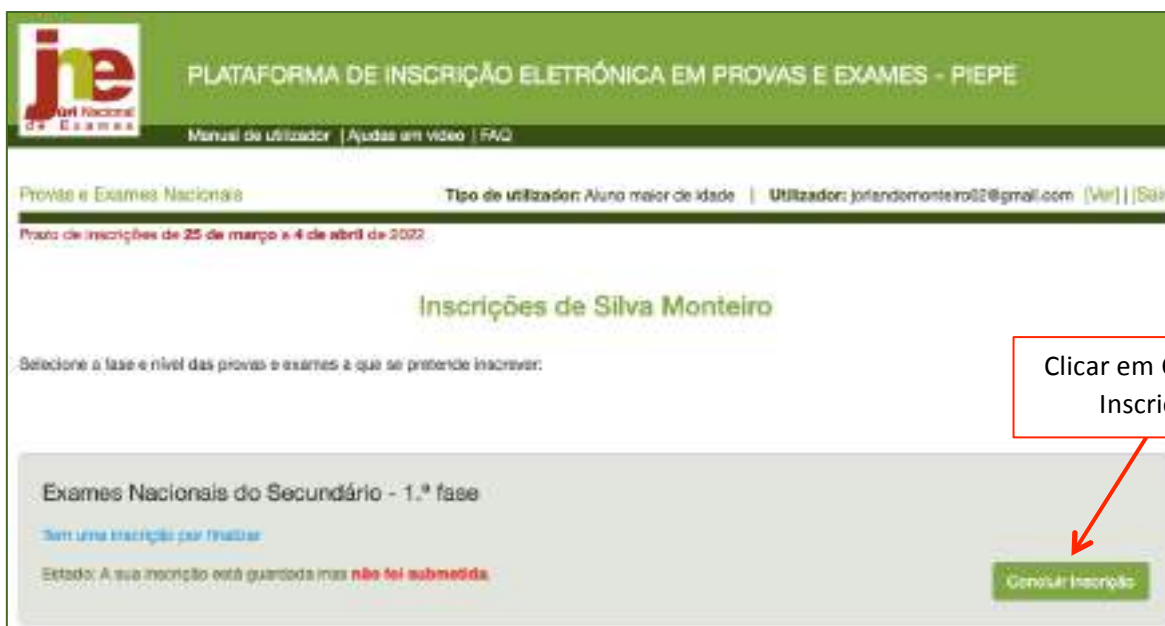 jne
Júri Nacional
de Exames
PLATAFORMA DE INSCRIÇÃO ELETRÓNICA EM PROVAS E EXAMES - PIEPE
Manual de utilizador | Ajudas em vídeo | FAQ
Provas e Exames Nacionais
Tipo de utilizador: Aluno maior de idade | Utilizador: jorlandomonteiro02@gmail.com [Ver] | [Sair
Prazo de inscrições de 25 de março a 4 de abril de 2022
Inscrições de Silva Monteiro
Selecione a fase e nível das provas e exames a que se pretende inscrever:
Clicar em
Inscri
Exames Nacionais do Secundário - 1.ª fase
Tem uma inscrição por finalizar
Estado: A sua inscrição está guardada mas não foi submetida.
Concluir Inscrição